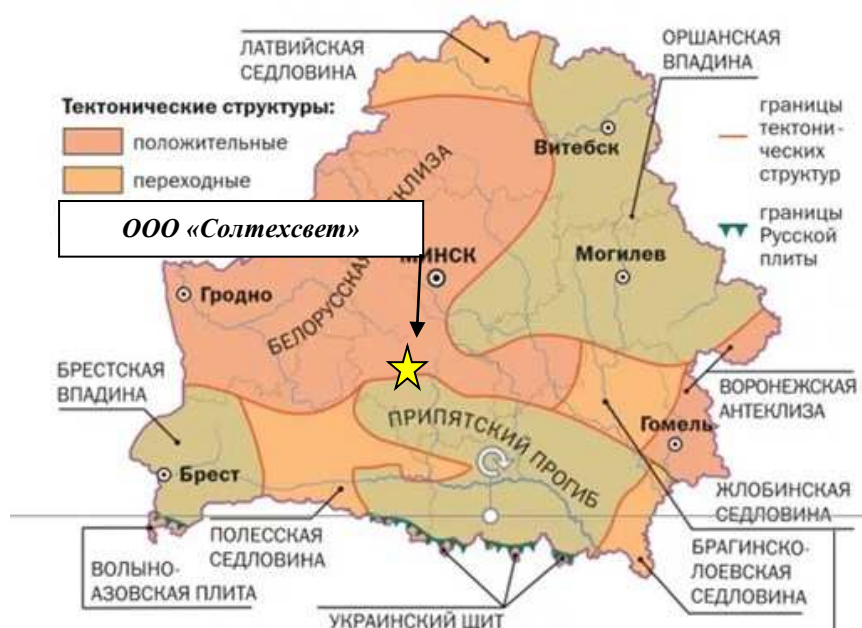 ЛАТВИЙСКАЯ
СЕДЛОВИНА
ОРШАНСКАЯ
ВПАДИНА
Тектонические структуры:
положительные
переходные
границы
тектони-
ческих
структур
границы
Русской
плиты
Витебск
ООО «Солтехсвет»
МИНСК
Могилев
Гродно
БЕЛОРУССКАЯ АНТЕКЛИЗА
БРЕСТСКАЯ
ВПАДИНА
ПРИПЯТСКИЙ ПРОГИБ
ВОРОНЕЖСКАЯ
АНТЕКЛИЗА
Гомель
Брест
ЖЛОБИНСКАЯ
СЕДЛОВИНА
ПОЛЕССКАЯ
СЕДЛОВИНА
БРАГИНСКО-
ЛОЕВСКАЯ
СЕДЛОВИНА
ВОЛЫНО-
АЗОВСКАЯ ПЛИТА
УКРАИНСКИЙ ЩИТ